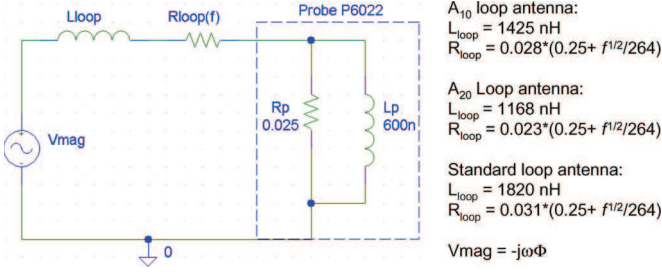 Probe P6022
Lloop
Rloop(f)
Rp
0.025
Lp
600n
Vmag
0
A10 loop antenna:
Lloop = 1425 nH
Rloop = 0.028*(0.25+ f1/2/264)
A20 Loop antenna:
Lloop = 1168 nH
Rloop = 0.023*(0.25+ f1/2/264)
Standard loop antenna:
Lloop = 1820 nH
Rloop = 0.031*(0.25+ f1/2/264)
Vmag = -jωΦ